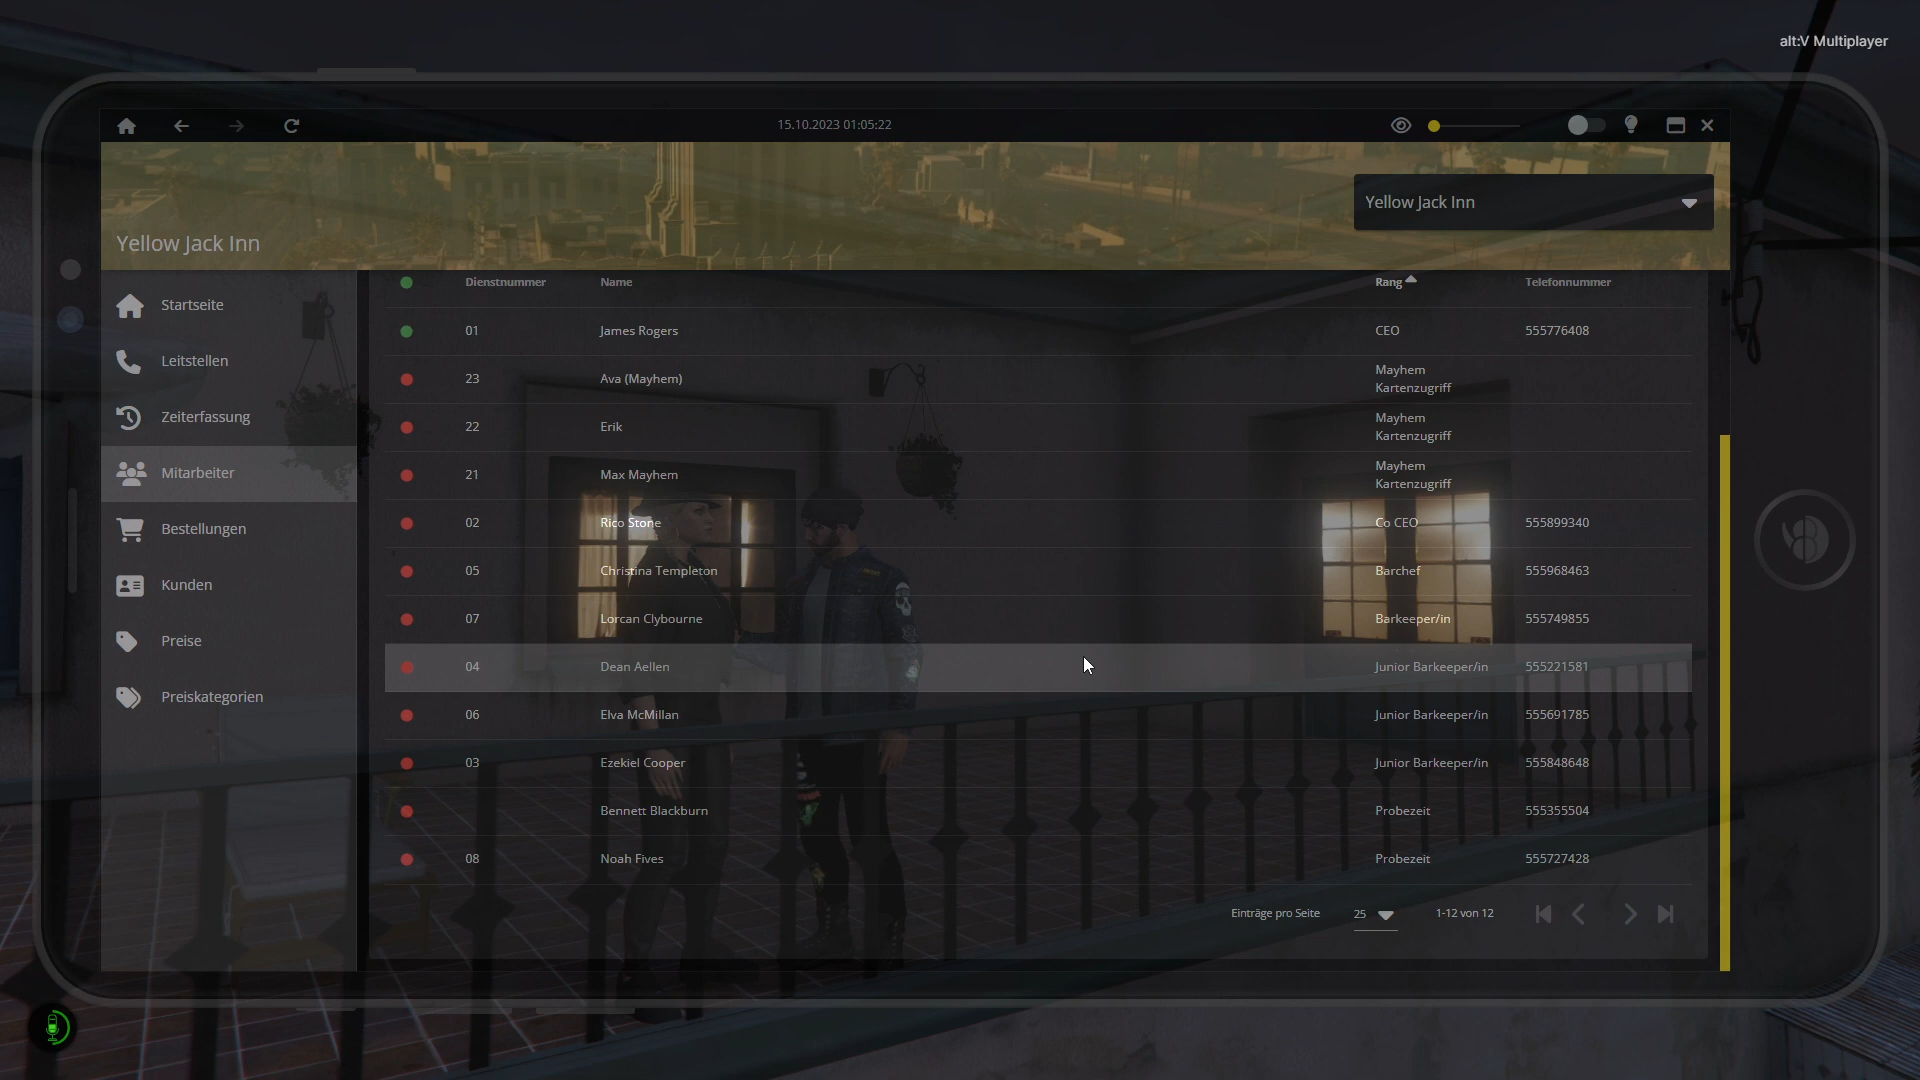 alt:V Multiplayer
15.10.2023 01:05:22
Yellow Jack Inn
Yellow Jack Inn
Startseite
Leitstellen
Zeiterfassung
Mitarbeiter
Bestellungen
Kunden
Preise
Preiskategorien
Dienstnummer Name Rang Telefonnummer
01 James Rogers CEO 555776408
23 Ava (Mayhem) Mayhem
Kartenzugriff
22 Erik Mayhem
Kartenzugriff
21 Max Mayhem Mayhem
Kartenzugriff
02 Rico Stone Co CEO 555899340
05 Christina Templeton Barchef 555968463
07 Lorcan Clybourne Barkeeper/in 555749855
04 Dean Aellen Junior Barkeeper/in 555221581
06 Elva McMillan Junior Barkeeper/in 555691785
03 Ezekiel Cooper Junior Barkeeper/in 555848648
Bennett Blackburn Probezeit 555355504
08 Noah Fives Probezeit 555727428
Einträge pro Seite 25 1-12 von 12